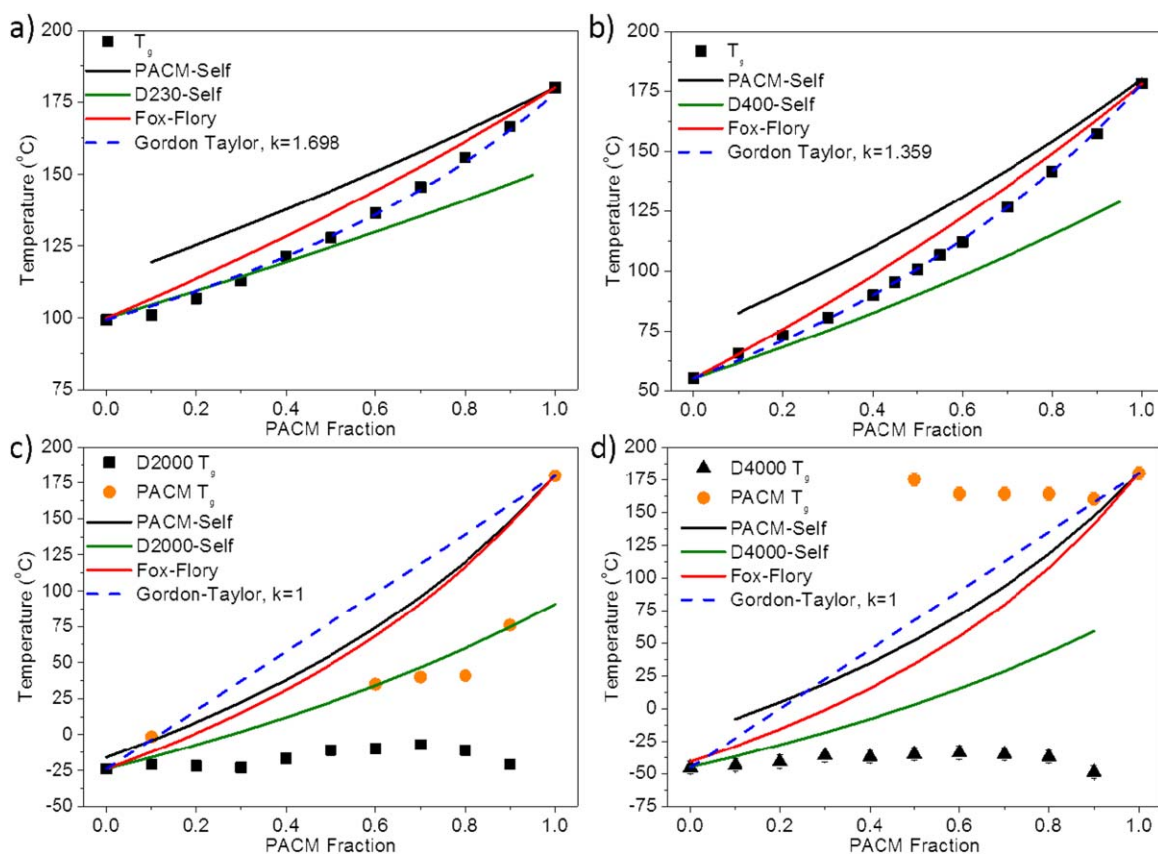 a)
T_g
PACM-Self
D230-Self
Fox-Flory
Gordon Taylor, k=1.698
Temperature (°C)
200
175
150
125
100
75
0.0 0.2 0.4 0.6 0.8 1.0
PACM Fraction
b)
T_g
PACM-Self
D400-Self
Fox-Flory
Gordon Taylor, k=1.359
Temperature (°C)
200
175
150
125
100
75
50
0.0 0.2 0.4 0.6 0.8 1.0
PACM Fraction
c)
D2000 T_g
PACM T_g
PACM-Self
D2000-Self
Fox-Flory
Gordon-Taylor, k=1
Temperature (°C)
200
175
150
125
100
75
50
25
0
-25
-50
0.0 0.2 0.4 0.6 0.8 1.0
PACM Fraction
d)
D4000 T_g
PACM T_g
PACM-Self
D4000-Self
Fox-Flory
Gordon-Taylor, k=1
Temperature (°C)
200
175
150
125
100
75
50
25
0
-25
-50
-75
0.0 0.2 0.4 0.6 0.8 1.0
PACM Fraction